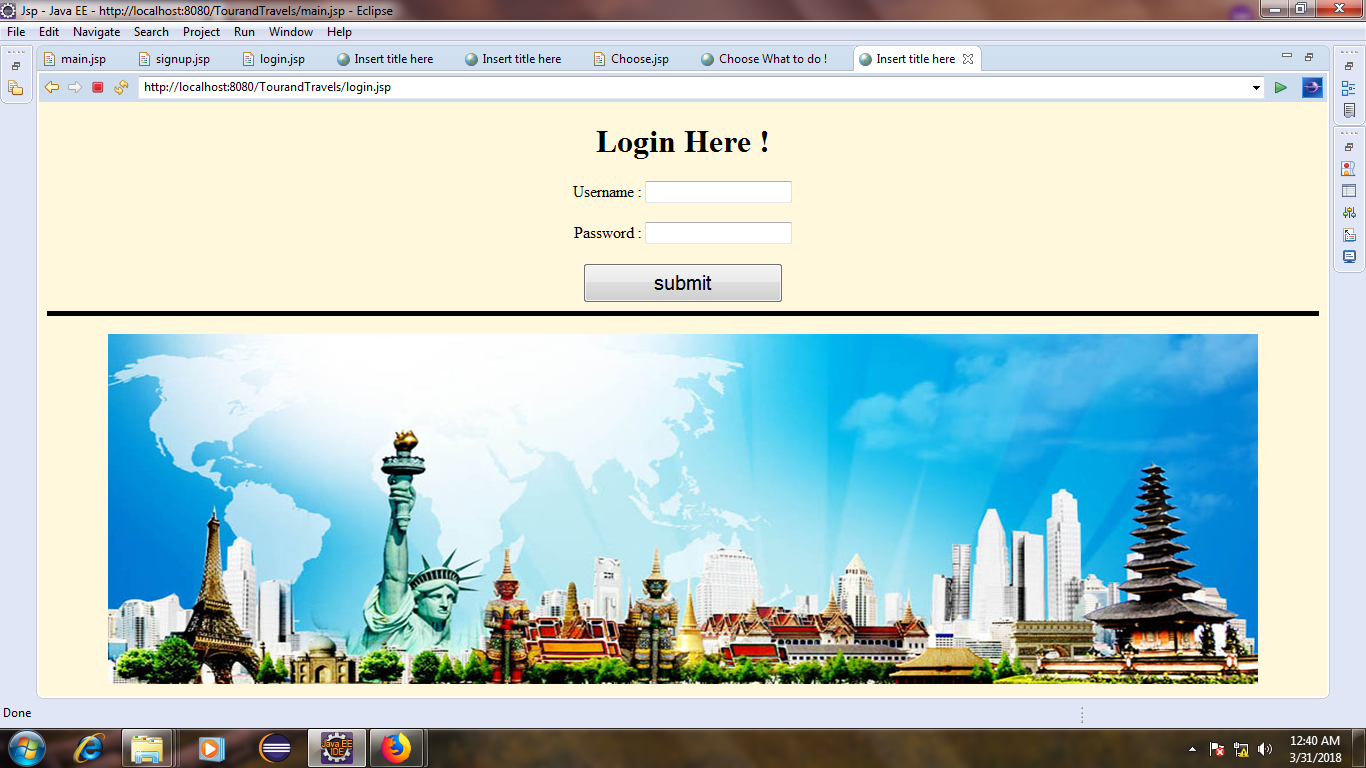 Jsp - Java EE - http://localhost:8080/TourandTravels/main.jsp - Eclipse
File Edit Navigate Search Project Run Window Help
main.jsp signup.jsp login.jsp Insert title here Insert title here Choose.jsp Choose What to do ! Insert title here
http://localhost:8080/TourandTravels/login.jsp
Login Here !
Username :
Password :
submit
Done
Java EE
IDE
12:40 AM
3/31/2018